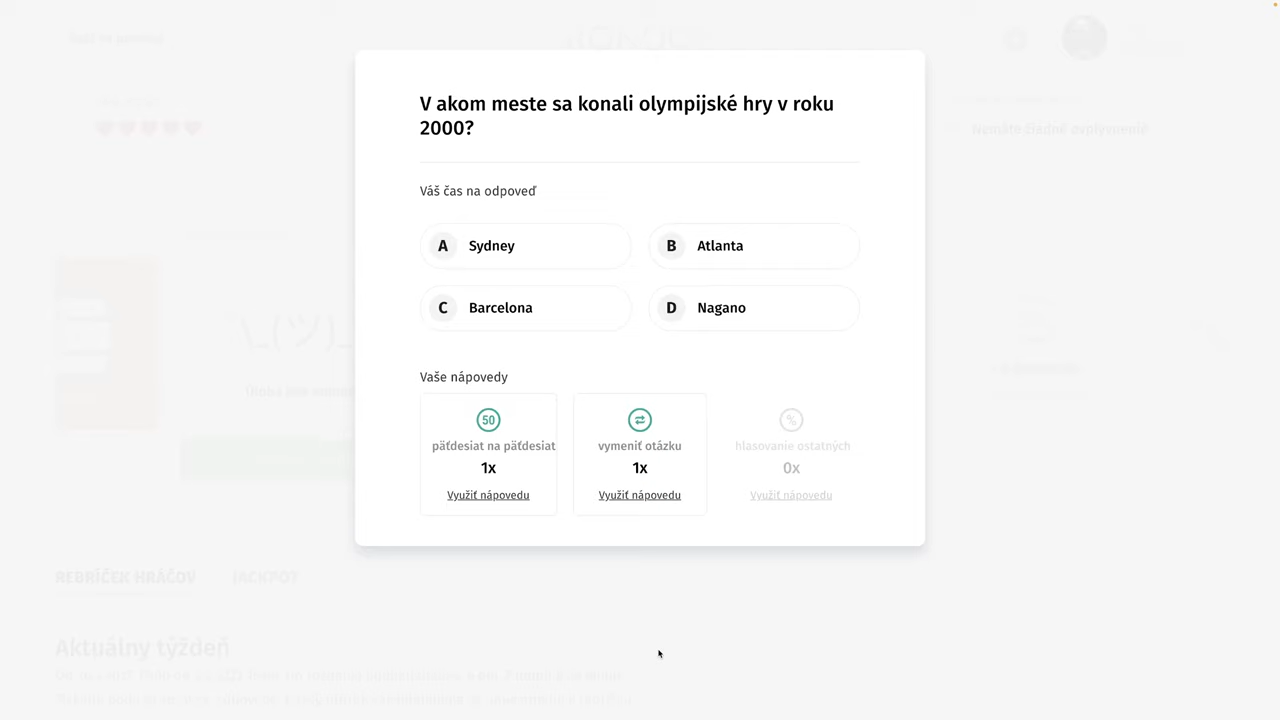 V akom meste sa konali olympijské hry v roku
2000?
Nemáte žiadne ovplyvnenie
Váš čas na odpoveď
A Sydney
B Atlanta
C Barcelona
D Nagano
Vaše nápovedy
50
%
päťdesiat na päťdesiat
vymeniť otázku
hlasovanie ostatných
1x
1x
0x
Využiť nápovedu
Využiť nápovedu
Využiť nápovedu
REBRÍČEK HRÁČOV
JACKPOT
Aktuálny týždeň